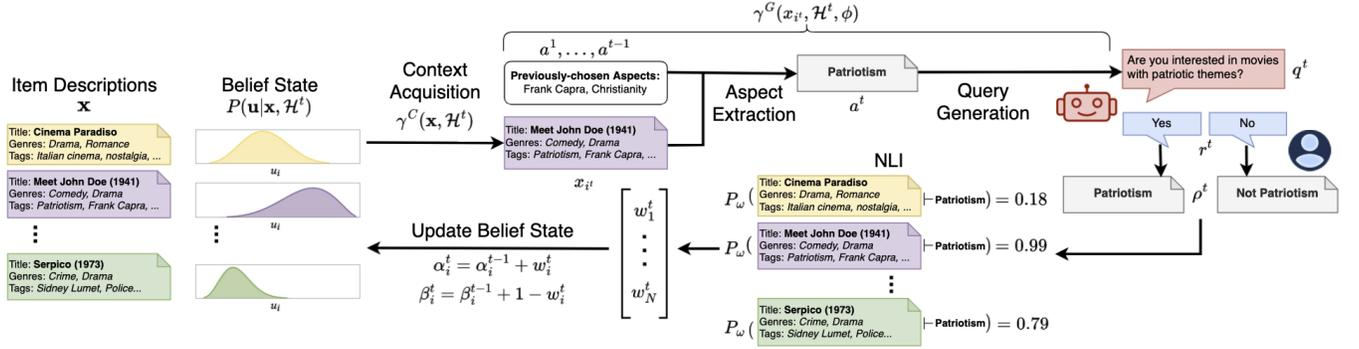 γ^G(x_{i^t}, ℋ^t, ϕ)
Item Descriptions
x
Title: Cinema Paradiso
Genres: Drama, Romance
Tags: Italian cinema, nostalgia, ...
Title: Meet John Doe (1941)
Genres: Comedy, Drama
Tags: Patriotism, Frank Capra, ...
⋮
Title: Serpico (1973)
Genres: Crime, Drama
Tags: Sidney Lumet, Police...
Belief State
P(u|x, ℋ^t)
u_i
u_i
⋮
u_i
Context
Acquisition
γ^C(x, ℋ^t)
a^1, . . . , a^{t−1}
Previously-chosen Aspects:
Frank Capra, Christianity
Title: Meet John Doe (1941)
Genres: Comedy, Drama
Tags: Patriotism, Frank Capra, ...
x_{i^t}
Aspect
Extraction
Patriotism
a^t
Query
Generation
Are you interested in movies
with patriotic themes?
q^t
Yes
No
r^t
Patriotism
ρ^t
Not Patriotism
NLI
P_ω(
Title: Cinema Paradiso
Genres: Drama, Romance
Tags: Italian cinema, nostalgia, ...
⊢Patriotism) = 0.18
P_ω(
Title: Meet John Doe (1941)
Genres: Comedy, Drama
Tags: Patriotism, Frank Capra, ...
⊢Patriotism) = 0.99
⋮
P_ω(
Title: Serpico (1973)
Genres: Crime, Drama
Tags: Sidney Lumet, Police...
⊢Patriotism) = 0.79
w_1^t
⋮
w_N^t
Update Belief State
α_i^t = α_i^{t−1} + w_i^t
β_i^t = β_i^{t−1} + 1 − w_i^t